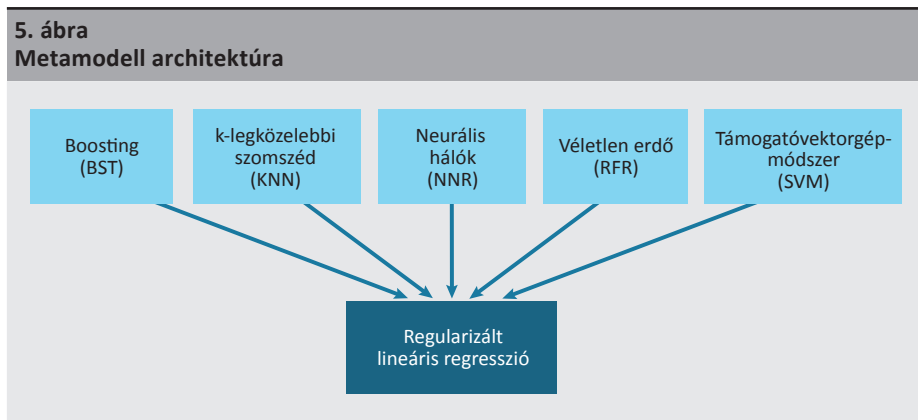 5. ábra
Metamodell architektúra
Boosting
(BST)
k-legközelebbi
szomszéd
(KNN)
Neurális
hálók
(NNR)
Véletlen erdő
(RFR)
Támogatóvektorgép-
módszer
(SVM)
Regularizált
lineáris regresszió